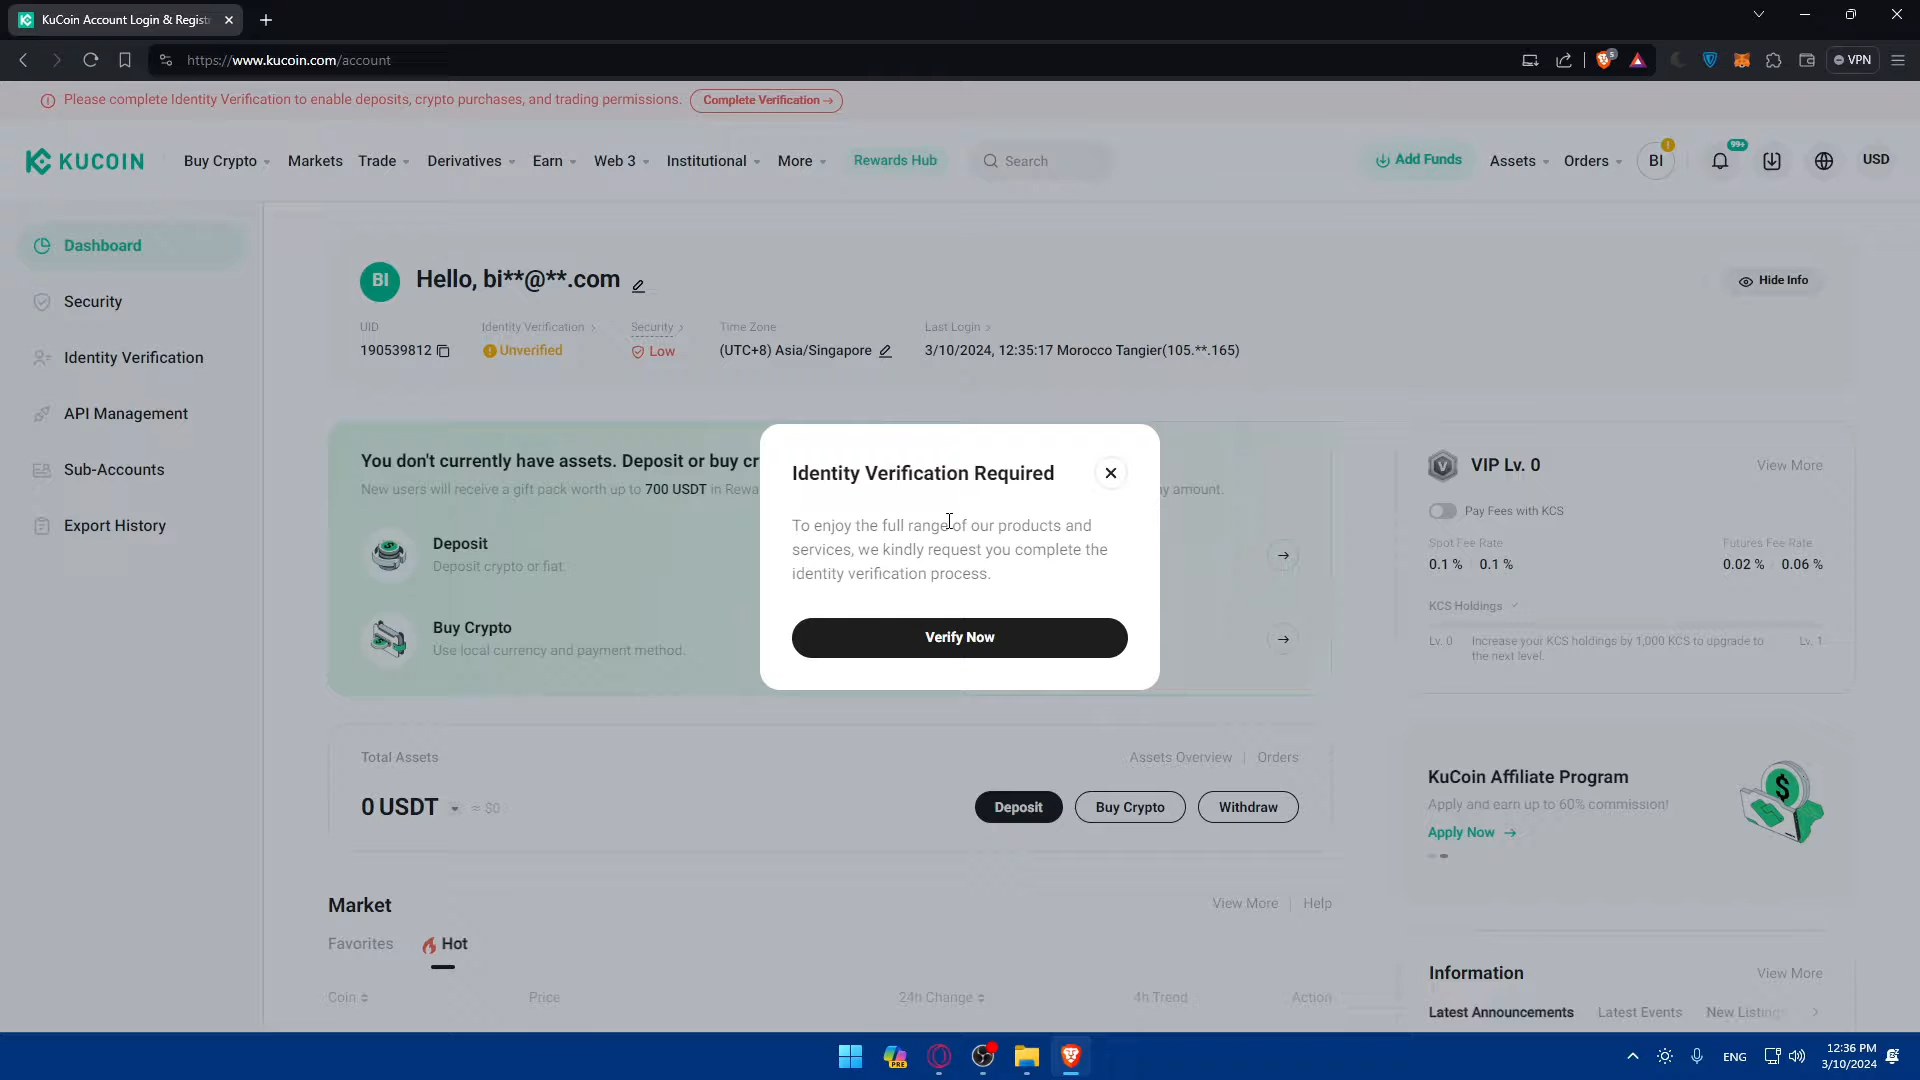 KuCoin Account Login & Registr
https://www.kucoin.com/account
5
VPN
Please complete Identity Verification to enable deposits, crypto purchases, and trading permissions.
Complete Verification→
KUCOIN
Buy Crypto
Markets
Trade
Derivatives
Earn
Web 3
Institutional
More
Rewards Hub
Search
Add Funds
Assets
Orders
BI
99+
USD
Dashboard
Security
Identity Verification
API Management
Sub-Accounts
Export History
BI
Hello, bi**@**.com
Hide Info
UID
Identity Verification
Security
Time Zone
Last Login
190539812
Unverified
Low
(UTC+8) Asia/Singapore
3/10/2024, 12:35:17 Morocco Tangier(105.**.165)
You don't currently have assets. Deposit or buy cr
New users will receive a gift pack worth up to 700 USDT in Rewa
y amount.
Deposit
Deposit crypto or fiat.
Buy Crypto
Use local currency and payment method.
Identity Verification Required
To enjoy the full range of our products and
services, we kindly request you complete the
identity verification process.
Verify Now
VIP Lv. 0
View More
Pay Fees with KCS
Spot Fee Rate
Futures Fee Rate
0.1 % 0.1 %
0.02 % 0.06 %
KCS Holdings
Lv. 0
Increase your KCS holdings by 1,000 KCS to upgrade to
the next level.
Lv. 1
Total Assets
Assets Overview | Orders
0 USDT ≈ $0
Deposit
Buy Crypto
Withdraw
KuCoin Affiliate Program
Apply and earn up to 60% commission!
Apply Now →
Market
View More | Help
Favorites
Hot
Coin
Price
24h Change
4h Trend
Action
Information
View More
Latest Announcements
Latest Events
New Listings
PRE
ENG
12:36 PM
3/10/2024